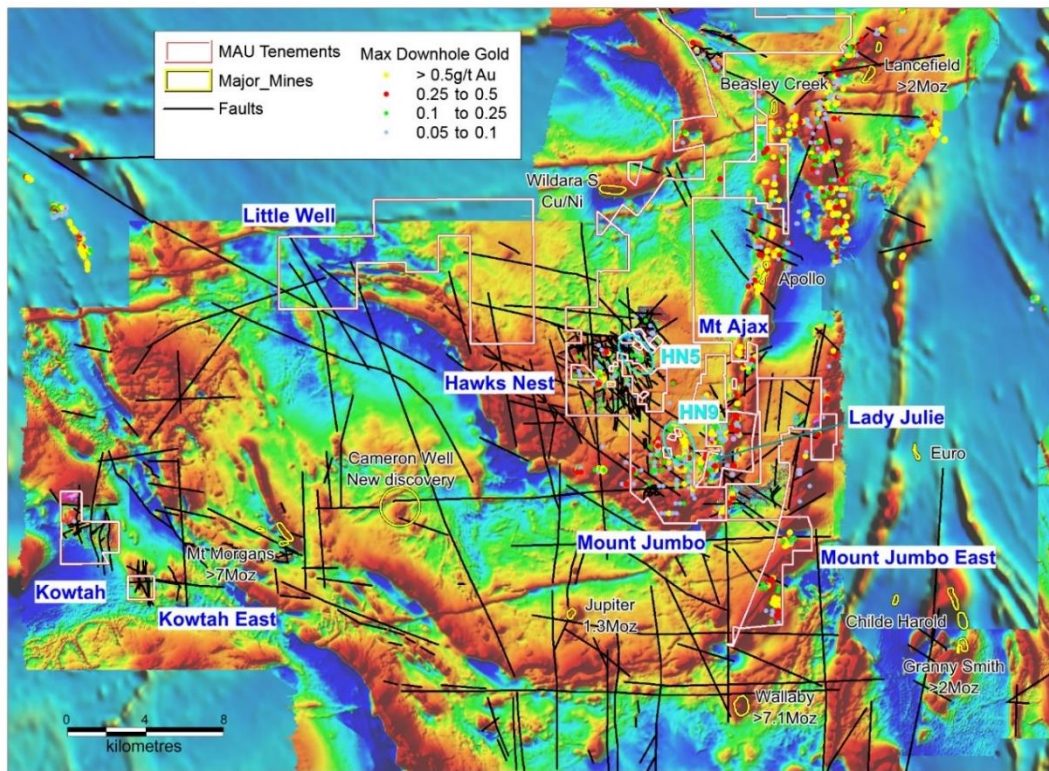 MAU Tenements
Major_Mines
Faults
Max Downhole Gold
> 0.5g/t Au
0.25 to 0.5
0.1 to 0.25
0.05 to 0.1
Lancefield
>2Moz
Beasley Creek
Wildara S
Cu/Ni
Little Well
Apollo
Mt Ajax
HN5
Hawks Nest
HN9
Lady Julie
Cameron Well
New discovery
Euro
Mount Jumbo
Mt Morgans
>7Moz
Mount Jumbo East
Kowtah
Kowtah East
Jupiter
1.3Moz
Childe Harold
Granny Smith
>2Moz
Wallaby
>7.1Moz
0 4 8
kilometres